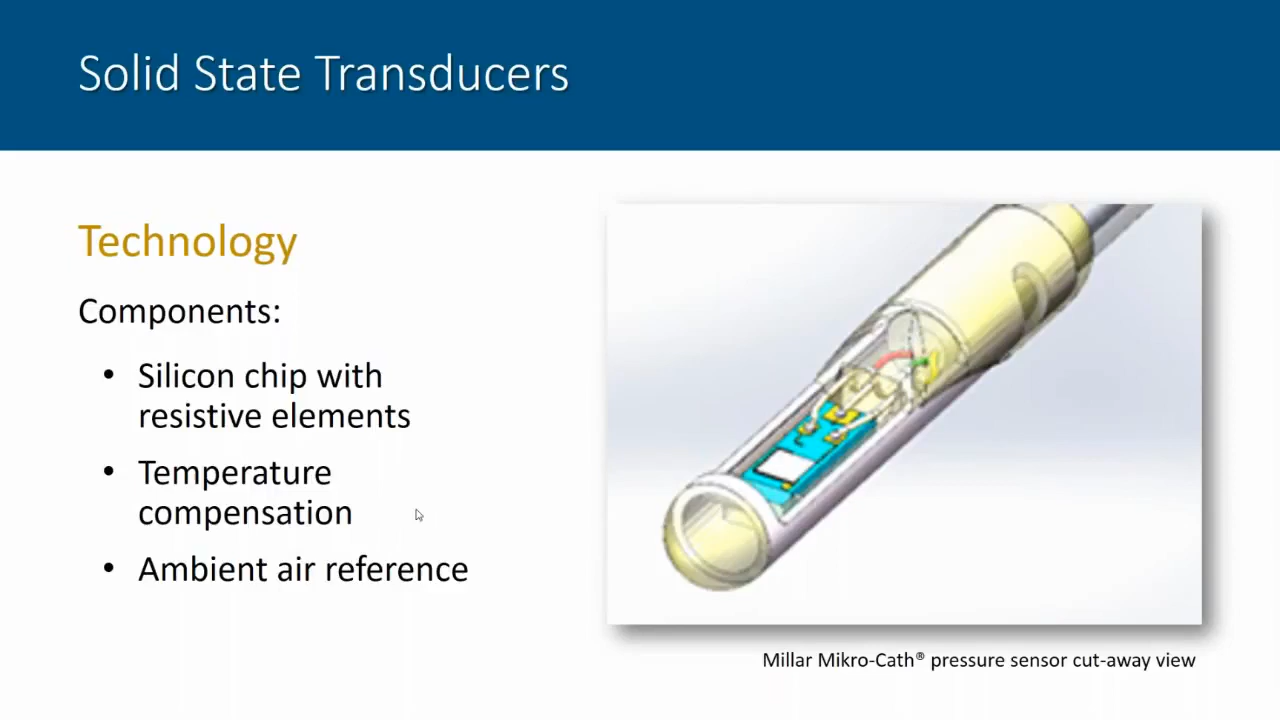 Solid State Transducers
Technology
Components:
• Silicon chip with
resistive elements
• Temperature
compensation
• Ambient air reference
Millar Mikro-Cath® pressure sensor cut-away view